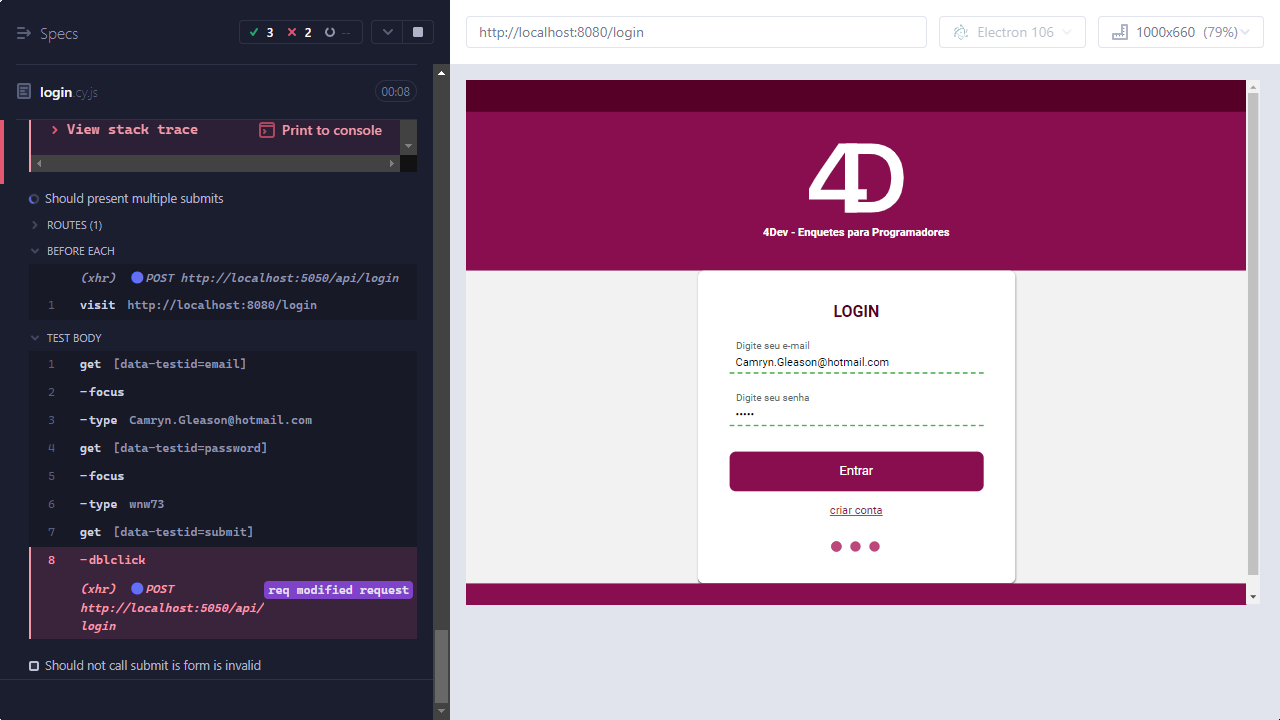 Specs
3 2 --
login.cy.js 00:08
View stack trace Print to console
Should present multiple submits
ROUTES (1)
BEFORE EACH
(xhr) POST http://localhost:5050/api/login
1 visit http://localhost:8080/login
TEST BODY
1 get [data-testid=email]
2 -focus
3 -type Camryn.Gleason@hotmail.com
4 get [data-testid=password]
5 -focus
6 -type wnw73
7 get [data-testid=submit]
8 -dblclick
(xhr) POST req modified request
http://localhost:5050/api/
login
Should not call submit is form is invalid
http://localhost:8080/login Electron 106 1000x660 (79%)
4D
4Dev - Enquetes para Programadores
LOGIN
Digite seu e-mail
Camryn.Gleason@hotmail.com
Digite seu senha
•••••
Entrar
criar conta